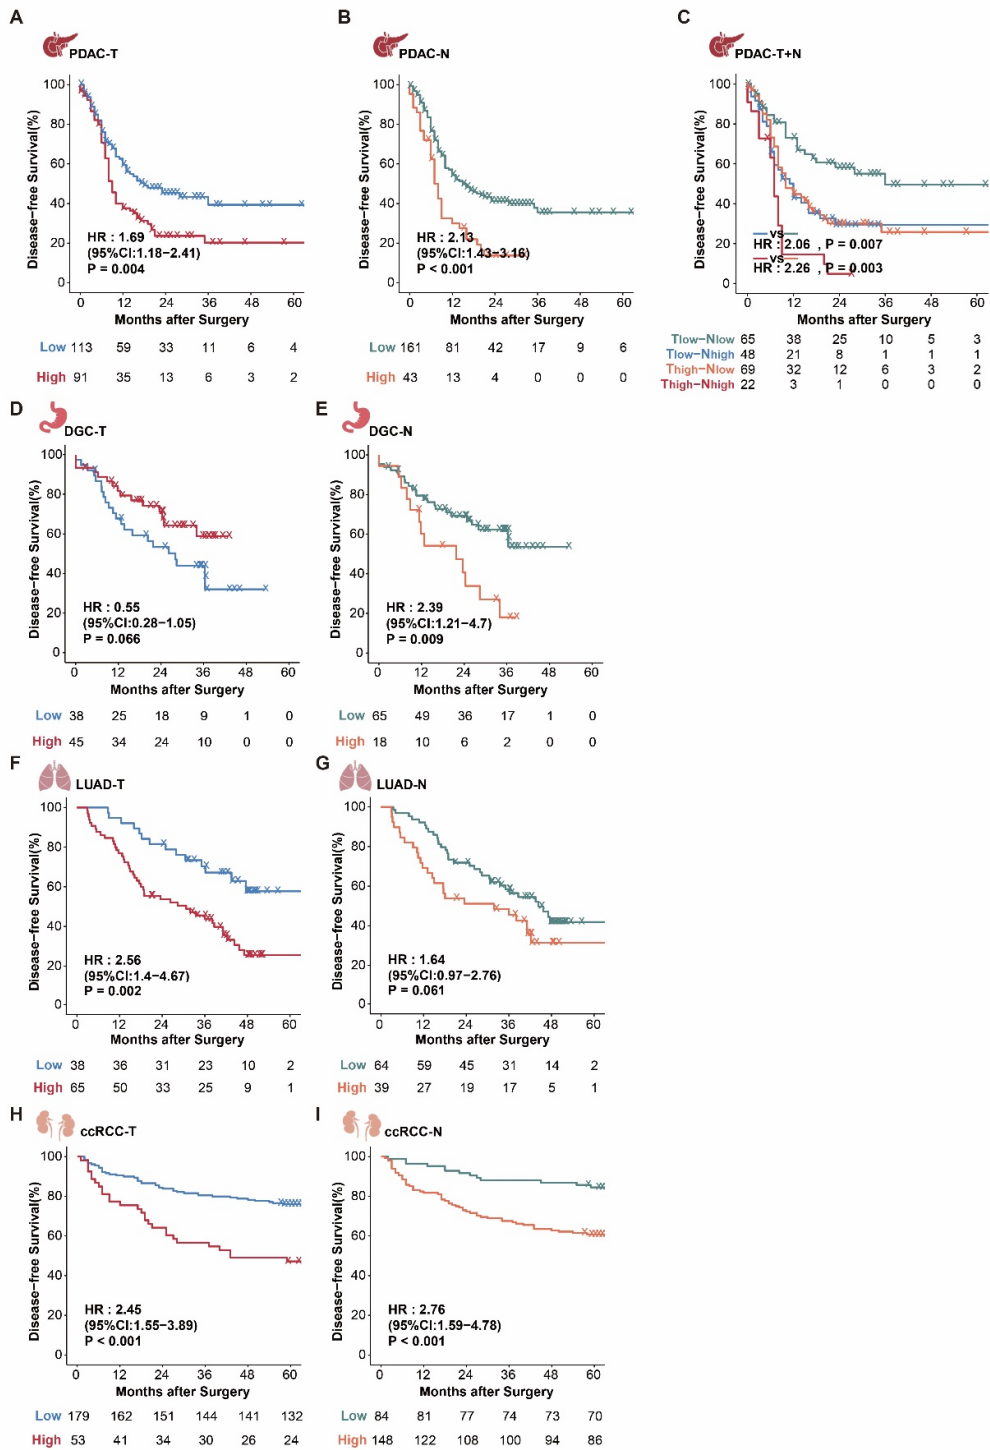 A
PDAC-T
Disease-free Survival(%)
100
80
60
40
20
0
HR : 1.69
(95%CI:1.18-2.41)
P = 0.004
0 12 24 36 48 60
Months after Surgery
Low 113 59 33 11 6 4
High 91 35 13 6 3 2
B
PDAC-N
Disease-free Survival(%)
100
80
60
40
20
0
HR : 2.13
(95%CI:1.43-3.16)
P < 0.001
0 12 24 36 48 60
Months after Surgery
Low 161 81 42 17 9 6
High 43 13 4 0 0 0
C
PDAC-T+N
Disease-free Survival(%)
100
80
60
40
20
0
vs
HR : 2.06 , P = 0.007
vs
HR : 2.26 , P = 0.003
0 12 24 36 48 60
Months after Surgery
Tlow-Nlow 65 38 25 10 5 3
Tlow-Nhigh 48 21 8 1 1 1
Thigh-Nlow 69 32 12 6 3 2
Thigh-Nhigh 22 3 1 0 0 0
D
DGC-T
Disease-free Survival(%)
100
80
60
40
20
0
HR : 0.55
(95%CI:0.28-1.05)
P = 0.066
0 12 24 36 48 60
Months after Surgery
Low 38 25 18 9 1 0
High 45 34 24 10 0 0
E
DGC-N
Disease-free Survival(%)
100
80
60
40
20
0
HR : 2.39
(95%CI:1.21-4.7)
P = 0.009
0 12 24 36 48 60
Months after Surgery
Low 65 49 36 17 1 0
High 18 10 6 2 0 0
F
LUAD-T
Disease-free Survival(%)
100
80
60
40
20
0
HR : 2.56
(95%CI:1.4-4.67)
P = 0.002
0 12 24 36 48 60
Months after Surgery
Low 38 36 31 23 10 2
High 65 50 33 25 9 1
G
LUAD-N
Disease-free Survival(%)
100
80
60
40
20
0
HR : 1.64
(95%CI:0.97-2.76)
P = 0.061
0 12 24 36 48 60
Months after Surgery
Low 64 59 45 31 14 2
High 39 27 19 17 5 1
H
ccRCC-T
Disease-free Survival(%)
100
80
60
40
20
0
HR : 2.45
(95%CI:1.55-3.89)
P < 0.001
0 12 24 36 48 60
Months after Surgery
Low 179 162 151 144 141 132
High 53 41 34 30 26 24
I
ccRCC-N
Disease-free Survival(%)
100
80
60
40
20
0
HR : 2.76
(95%CI:1.59-4.78)
P < 0.001
0 12 24 36 48 60
Months after Surgery
Low 84 81 77 74 73 70
High 148 122 108 100 94 86